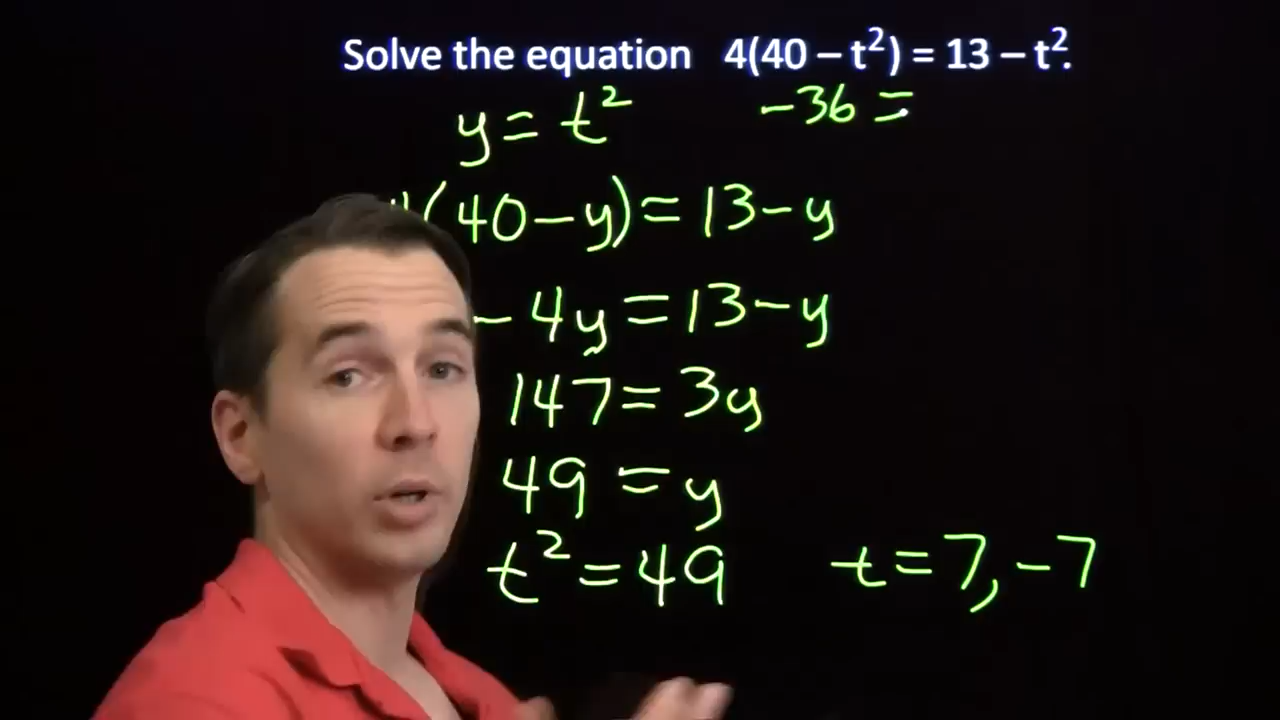 Solve the equation 4(40 – t²) = 13 – t².
y = t² -36 =
(40 - y) = 13 - y
- 4y = 13 - y
147 = 3y
49 = y
t² = 49 t = 7, -7